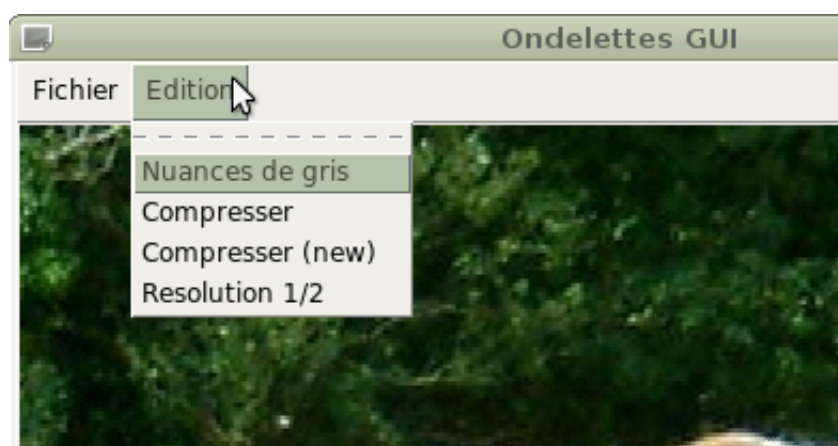 Ondelettes GUI
Fichier Edition
Nuances de gris
Compresser
Compresser (new)
Resolution 1/2